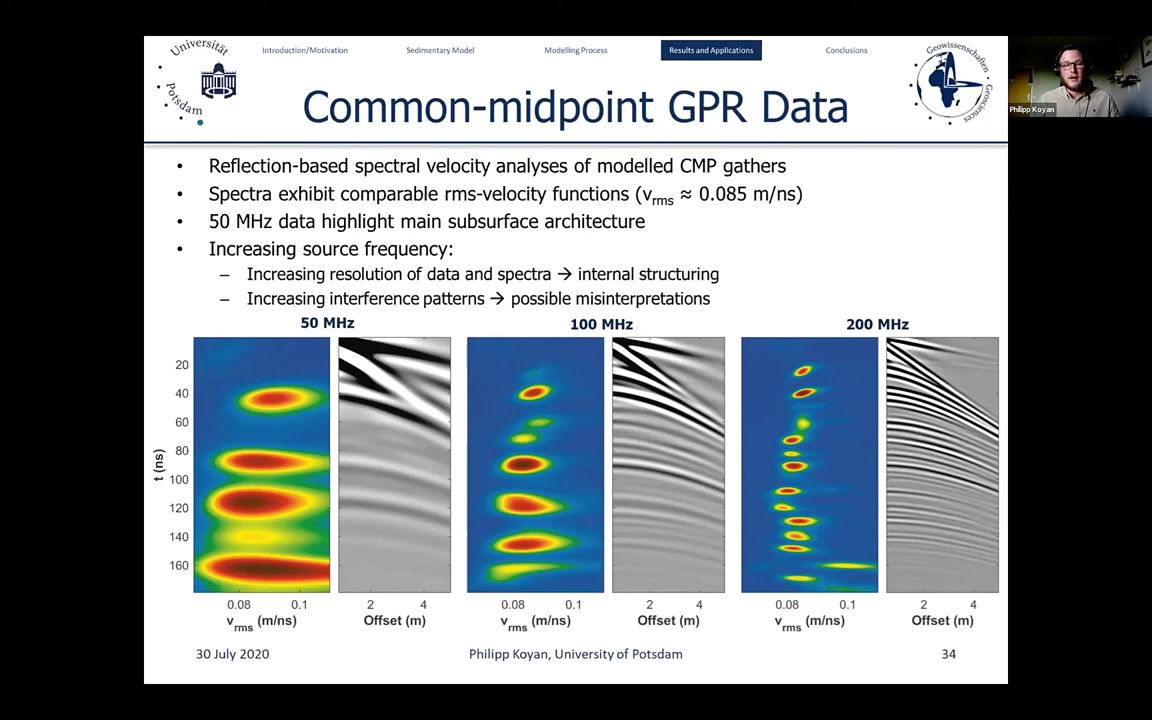 Universität
Potsdam
Introduction/Motivation
Sedimentary Model
Modelling Process
Results and Applications
Conclusions
Geowissenschaften
Geosciences
Philipp Koyan
Common-midpoint GPR Data
• Reflection-based spectral velocity analyses of modelled CMP gathers
• Spectra exhibit comparable rms-velocity functions (vrms ≈ 0.085 m/ns)
• 50 MHz data highlight main subsurface architecture
• Increasing source frequency:
– Increasing resolution of data and spectra → internal structuring
– Increasing interference patterns → possible misinterpretations
50 MHz
100 MHz
200 MHz
t (ns)
20
40
60
80
100
120
140
160
0.08 0.1
2 4
0.08 0.1
2 4
0.08 0.1
2 4
vrms (m/ns)
Offset (m)
vrms (m/ns)
Offset (m)
vrms (m/ns)
Offset (m)
30 July 2020
Philipp Koyan, University of Potsdam
34